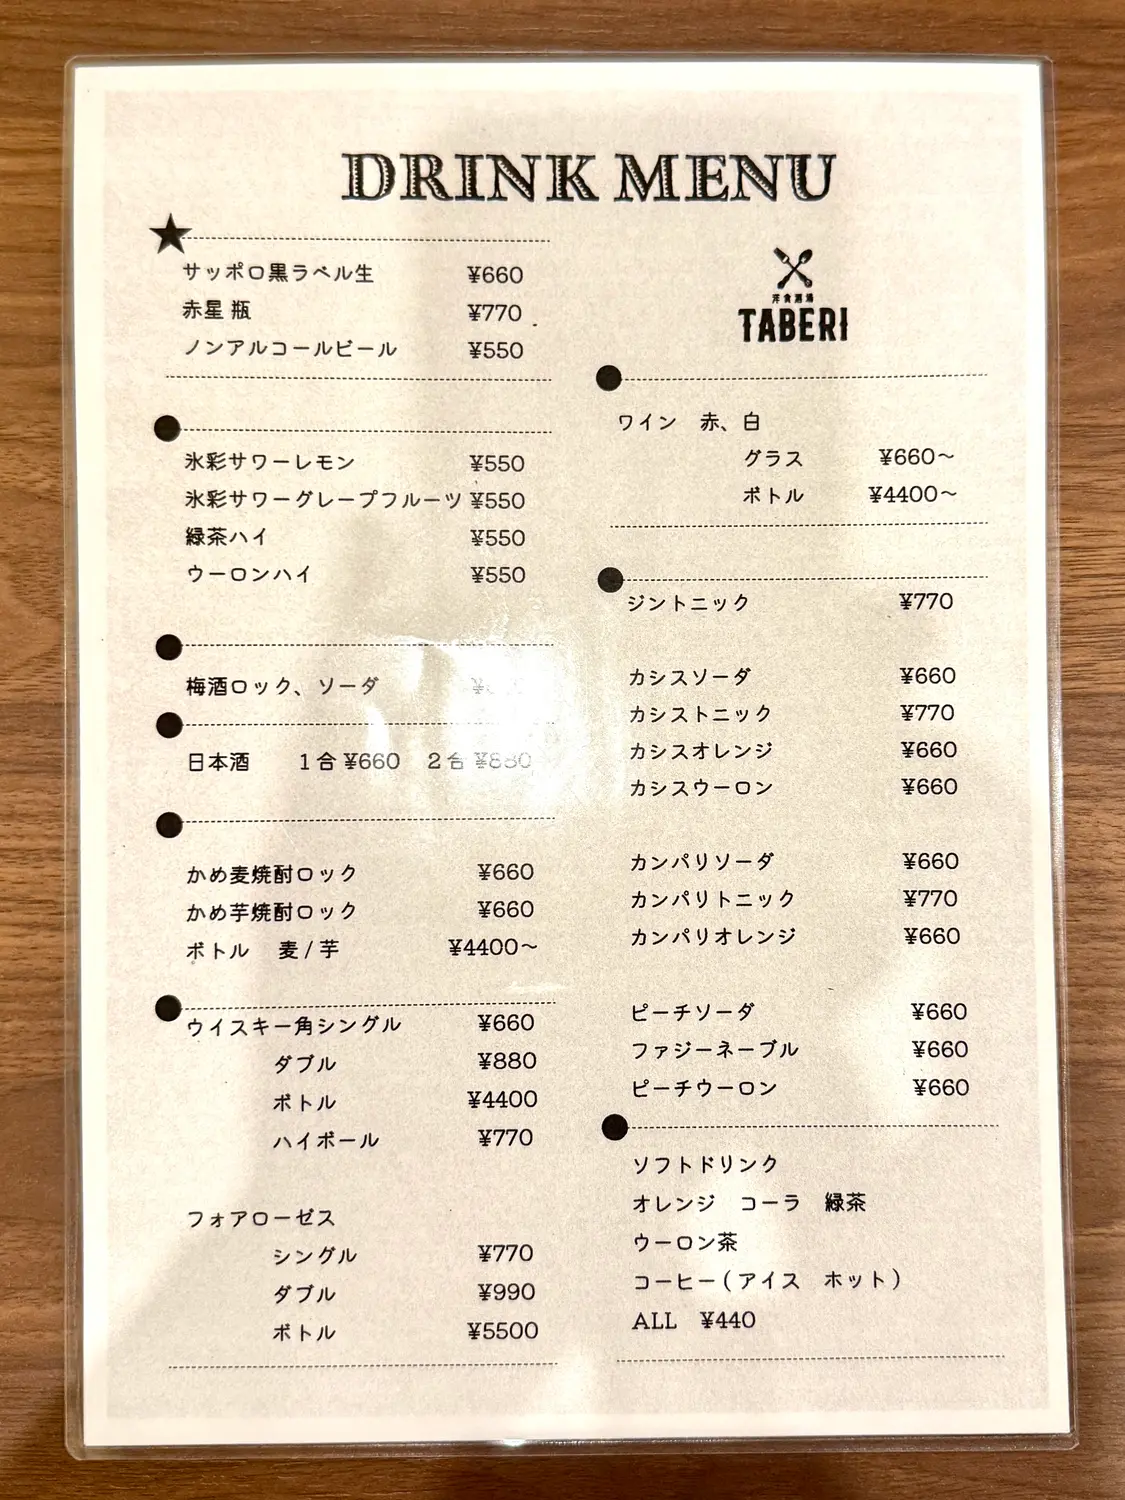 DRINK MENU
サッポロ黒ラベル生 ¥660
赤星 瓶 ¥770
ノンアルコールビール ¥550
氷彩サワーレモン ¥550
氷彩サワーグレープフルーツ ¥550
緑茶ハイ ¥550
ウーロンハイ ¥550
梅酒ロック、ソーダ
日本酒 1合 ¥660 2合 ¥880
かめ麦焼酎ロック ¥660
かめ芋焼酎ロック ¥660
ボトル 麦/芋 ¥4400〜
ウイスキー角シングル ¥660
ダブル ¥880
ボトル ¥4400
ハイボール ¥770
フォアローゼス
シングル ¥770
ダブル ¥990
ボトル ¥5500
洋食酒場
TABERI
ワイン 赤、白
グラス ¥660〜
ボトル ¥4400〜
ジントニック ¥770
カシスソーダ ¥660
カシストニック ¥770
カシスオレンジ ¥660
カシスウーロン ¥660
カンパリソーダ ¥660
カンパリトニック ¥770
カンパリオレンジ ¥660
ピーチソーダ ¥660
ファジーネーブル ¥660
ピーチウーロン ¥660
ソフトドリンク
オレンジ コーラ 緑茶
ウーロン茶
コーヒー(アイス ホット)
ALL ¥440